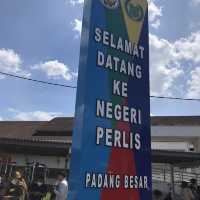 SELAMAT
DATANG
KE
NEGERI
PERLIS
PADANG BESAR